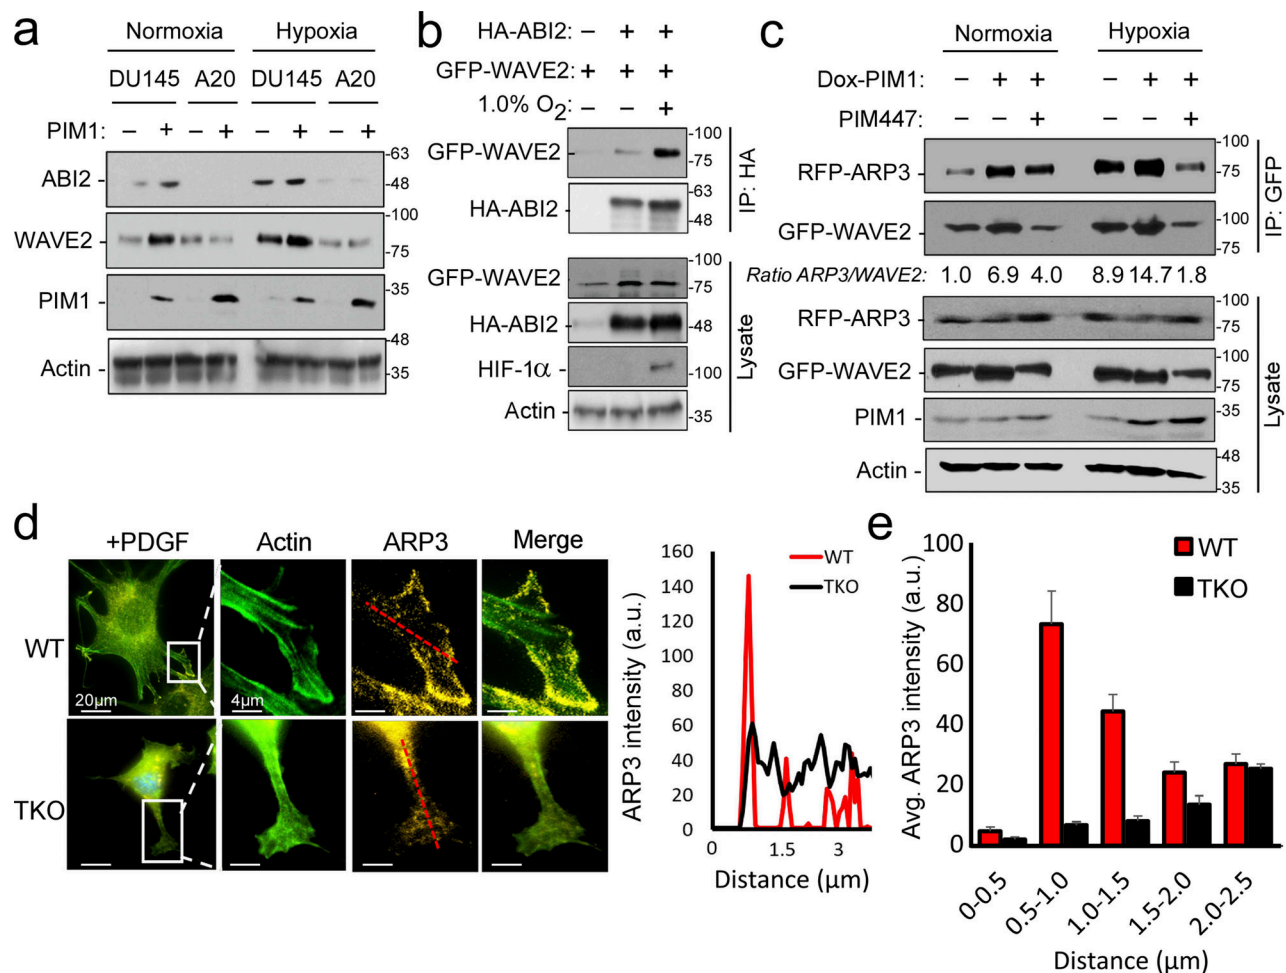 a
Normoxia Hypoxia
DU145 A20 DU145 A20
PIM1: – + – + – + – +
ABI2 -63
-48
WAVE2 -100
-75
PIM1 -35
-25
Actin -48
-35
b
HA-ABI2: – + +
GFP-WAVE2: + + +
1.0% O2: – – +
GFP-WAVE2 -100
-75
HA-ABI2 -63
-48
IP: HA
GFP-WAVE2 -100
-75
HA-ABI2 -48
HIF-1α -100
Actin -35
Lysate
c
Normoxia Hypoxia
Dox-PIM1: – + + – + +
PIM447: – – + – – +
RFP-ARP3 -100
-75
GFP-WAVE2 -100
-75
IP: GFP
Ratio ARP3/WAVE2: 1.0 6.9 4.0 8.9 14.7 1.8
RFP-ARP3 -100
-75
GFP-WAVE2 -100
-75
PIM1 -35
-25
Actin -48
-35
Lysate
d
+PDGF Actin ARP3 Merge
WT
20µm 4µm
TKO
ARP3 intensity (a.u.)
160
140
120
100
80
60
40
20
0
WT
TKO
0 1.5 3
Distance (µm)
e
Avg. ARP3 intensity (a.u.)
100
80
60
40
20
0
WT
TKO
0-0.5 0.5-1.0 1.0-1.5 1.5-2.0 2.0-2.5
Distance (µm)